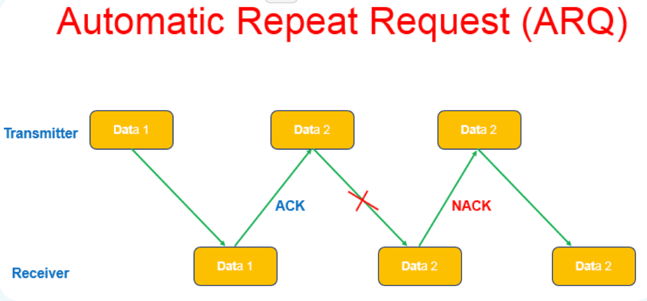 Automatic Repeat Request (ARQ)
Transmitter
Data 1
Data 2
Data 2
ACK
NACK
Receiver
Data 1
Data 2
Data 2